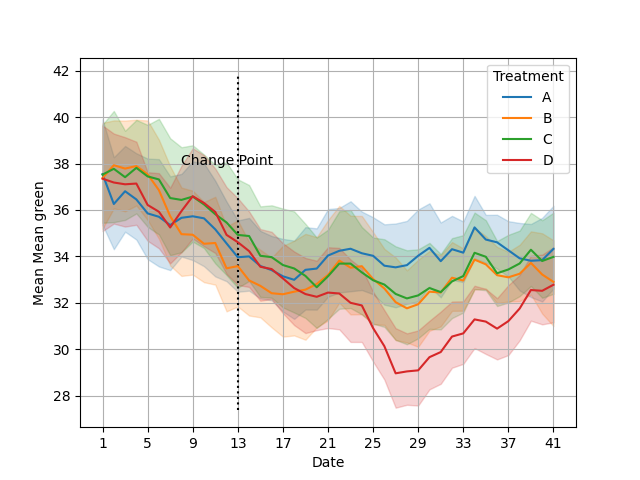 42
40
38
36
34
32
30
28
Mean Mean green
Change Point
Treatment
A
B
C
D
1 5 9 13 17 21 25 29 33 37 41
Date